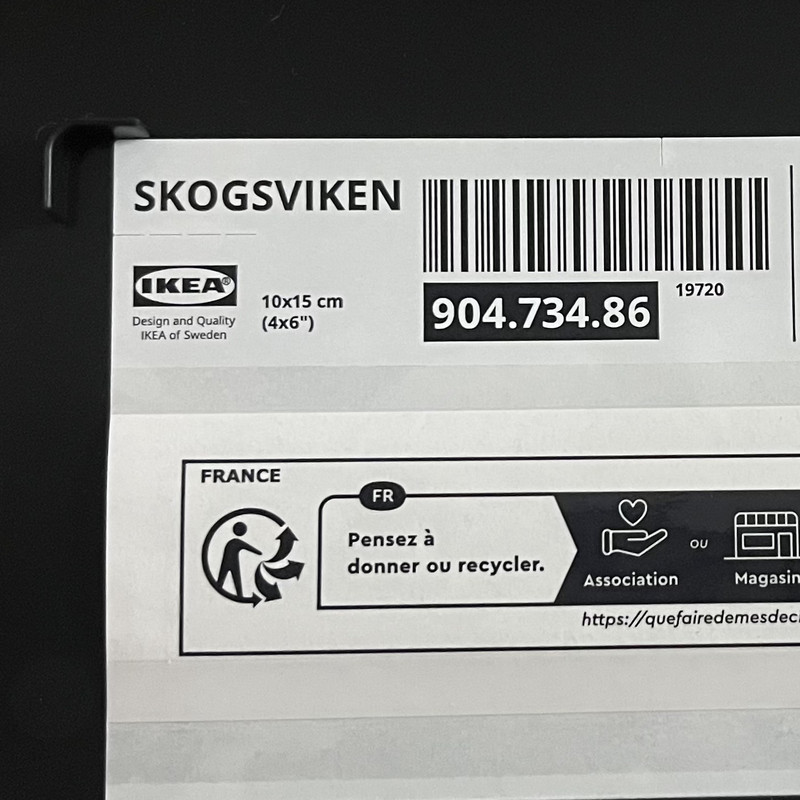 SKOGSVIKEN
IKEA®
Design and Quality
IKEA of Sweden
10x15 cm
(4x6")
904.734.86
19720
FRANCE
FR
Pensez à
donner ou recycler.
Association
ou
Magasin
https://quefairedemesdec